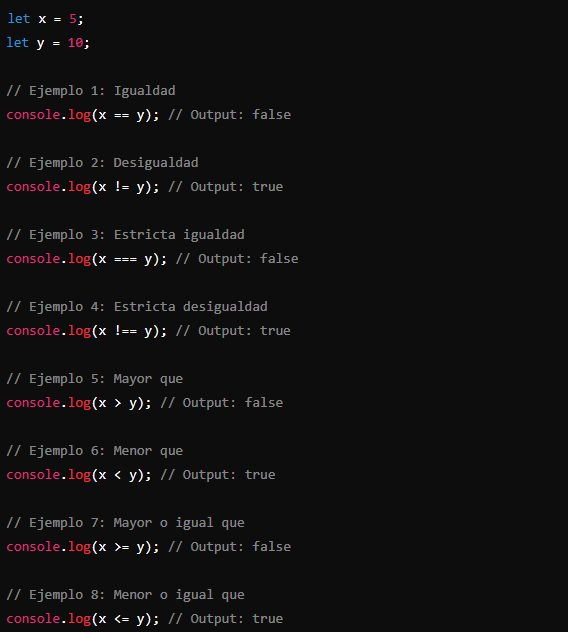 let x = 5;
let y = 10;
// Ejemplo 1: Igualdad
console.log(x == y); // Output: false
// Ejemplo 2: Desigualdad
console.log(x != y); // Output: true
// Ejemplo 3: Estricta igualdad
console.log(x === y); // Output: false
// Ejemplo 4: Estricta desigualdad
console.log(x !== y); // Output: true
// Ejemplo 5: Mayor que
console.log(x > y); // Output: false
// Ejemplo 6: Menor que
console.log(x < y); // Output: true
// Ejemplo 7: Mayor o igual que
console.log(x >= y); // Output: false
// Ejemplo 8: Menor o igual que
console.log(x <= y); // Output: true